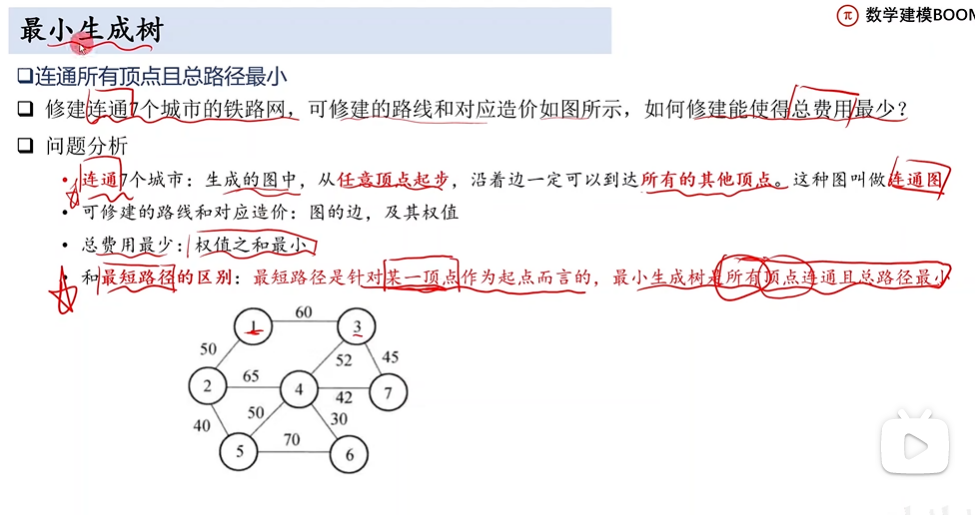 数学建模BOOM
最小生成树
连通所有顶点且总路径最小
修建连通7个城市的铁路网，可修建的路线和对应造价如图所示，如何修建能使得总费用最少？
问题分析
连通7个城市：生成的图中，从任意顶点起步，沿着边一定可以到达所有的其他顶点。这种图叫做连通图
可修建的路线和对应造价：图的边，及其权值
总费用最少：权值之和最小
和最短路径的区别：最短路径是针对某一顶点作为起点而言的，最小生成树是所有顶点连通且总路径最小
1 60 3
50 52 45
2 65 4 42 7
40 50 30
5 70 6